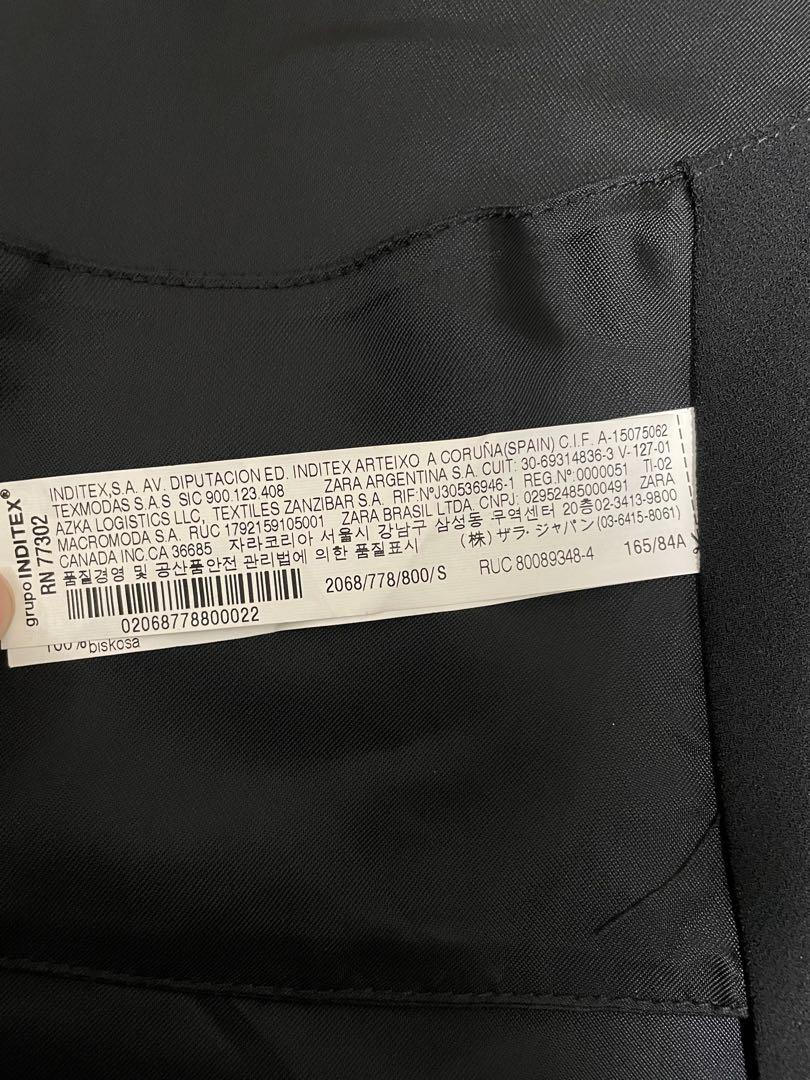 grupo INDITEX®
RN 77302
INDITEX,S.A. AV. DIPUTACION ED. INDITEX ARTEIXO A CORUÑA(SPAIN) C.I.F. A-15075062
TEXMODAS S.A.S SIC 900.123.408 ZARA ARGENTINA S.A. CUIT: 30-69314836-3 V-127-01
AZKA LOGISTICS LLC, TEXTILES ZANZIBAR S.A. RIF:NºJ30536946-1 REG.Nº0000051 TI-02
MACROMODA S.A. RUC 1792159105001 ZARA BRASIL LTDA. CNPJ: 02952485000491 ZARA
CANADA INC.CA 36685 자라코리아 서울시 강남구 삼성동 무역센터 20층02-3413-9800
품질경영 및 공산품안전 관리법에 의한 품질표시 (株) ザラ・ジャパン(03-6415-8061)
2068/778/800/S RUC 80089348-4 165/84A
02068778800022
100% biskosa